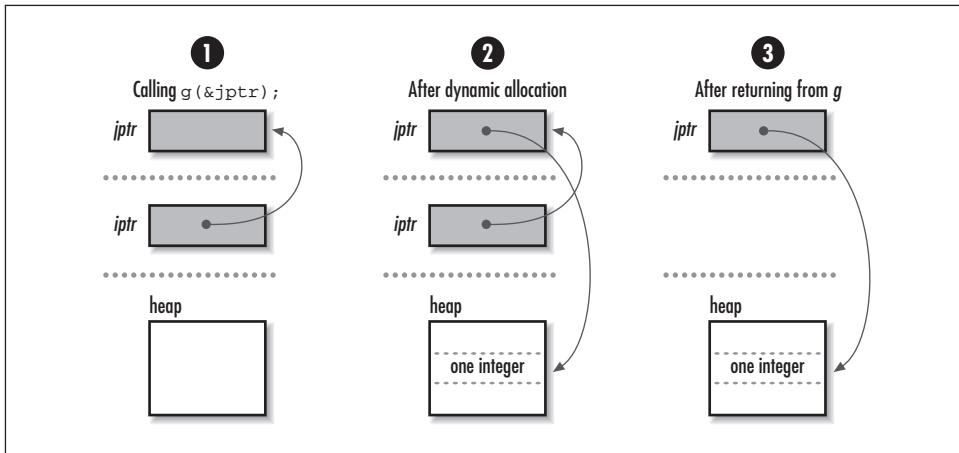 1
Calling g(&jptr);
jptr
iptr
heap
2
After dynamic allocation
jptr
iptr
heap
one integer
3
After returning from g
jptr
heap
one integer